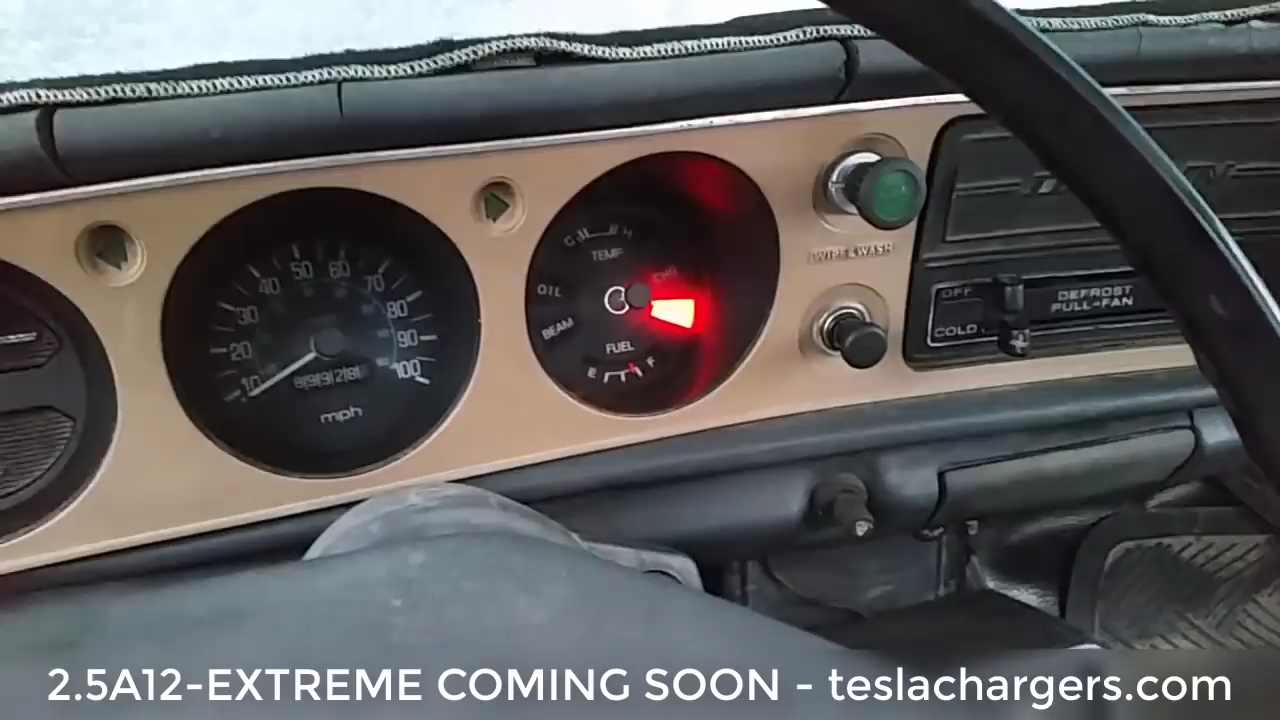 50 60
40 70
30 80
20 90
10 100
mph
C H
TEMP
OIL
BEAM
FUEL
E F
WIPE & WASH
OFF
COLD
DEFROST
PULL-FAN
2.5A12-EXTREME COMING SOON - teslachargers.com